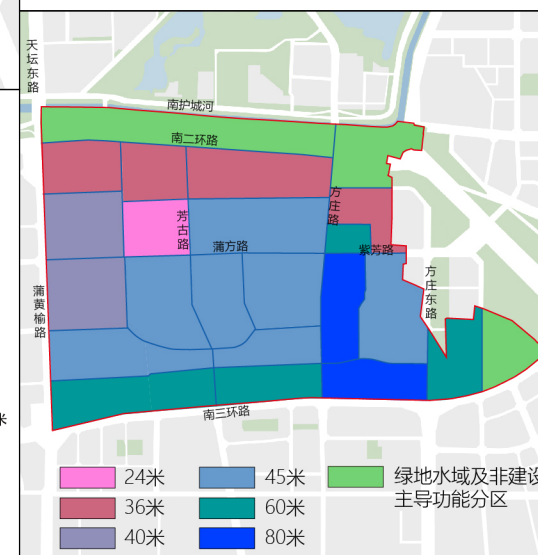 天坛东路
南护城河
南二环路
方庄路
芳古路
蒲方路
紫芳路
方庄东路
蒲黄榆路
南三环路
米
24米
45米
绿地水域及非建设
主导功能分区
36米
60米
40米
80米